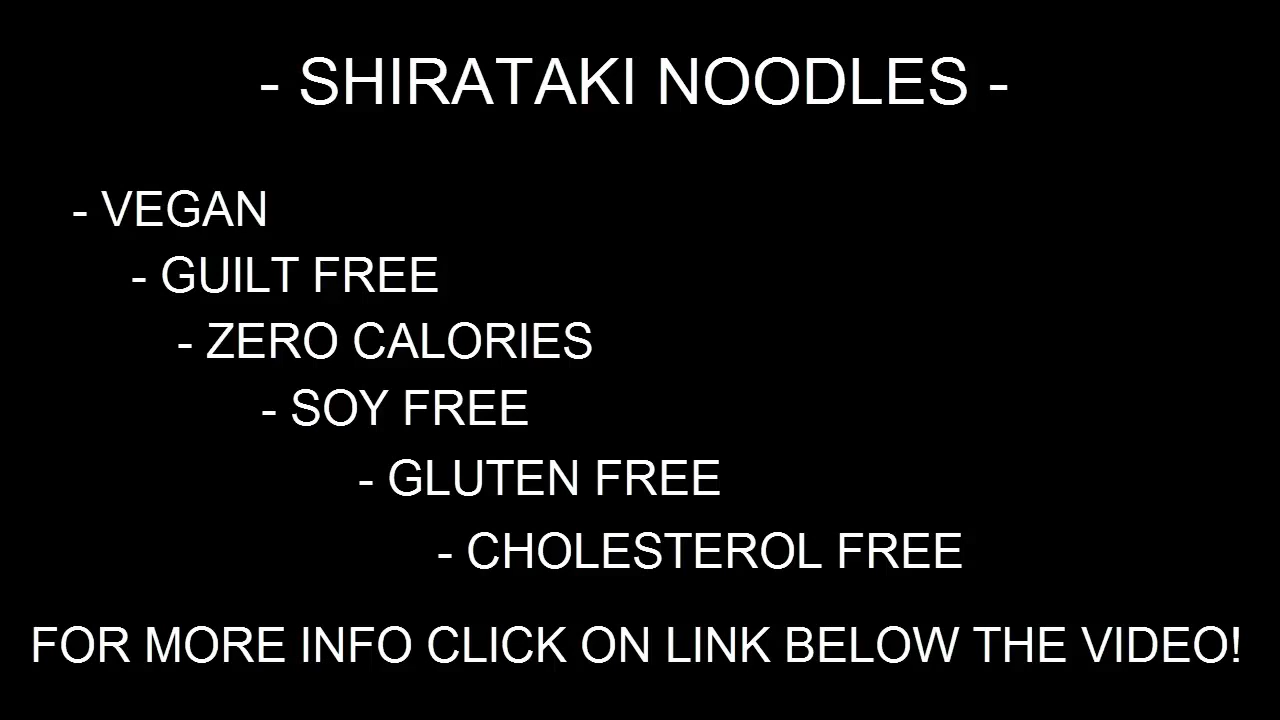 - SHIRATAKI NOODLES -
- VEGAN
- GUILT FREE
- ZERO CALORIES
- SOY FREE
- GLUTEN FREE
- CHOLESTEROL FREE
FOR MORE INFO CLICK ON LINK BELOW THE VIDEO!